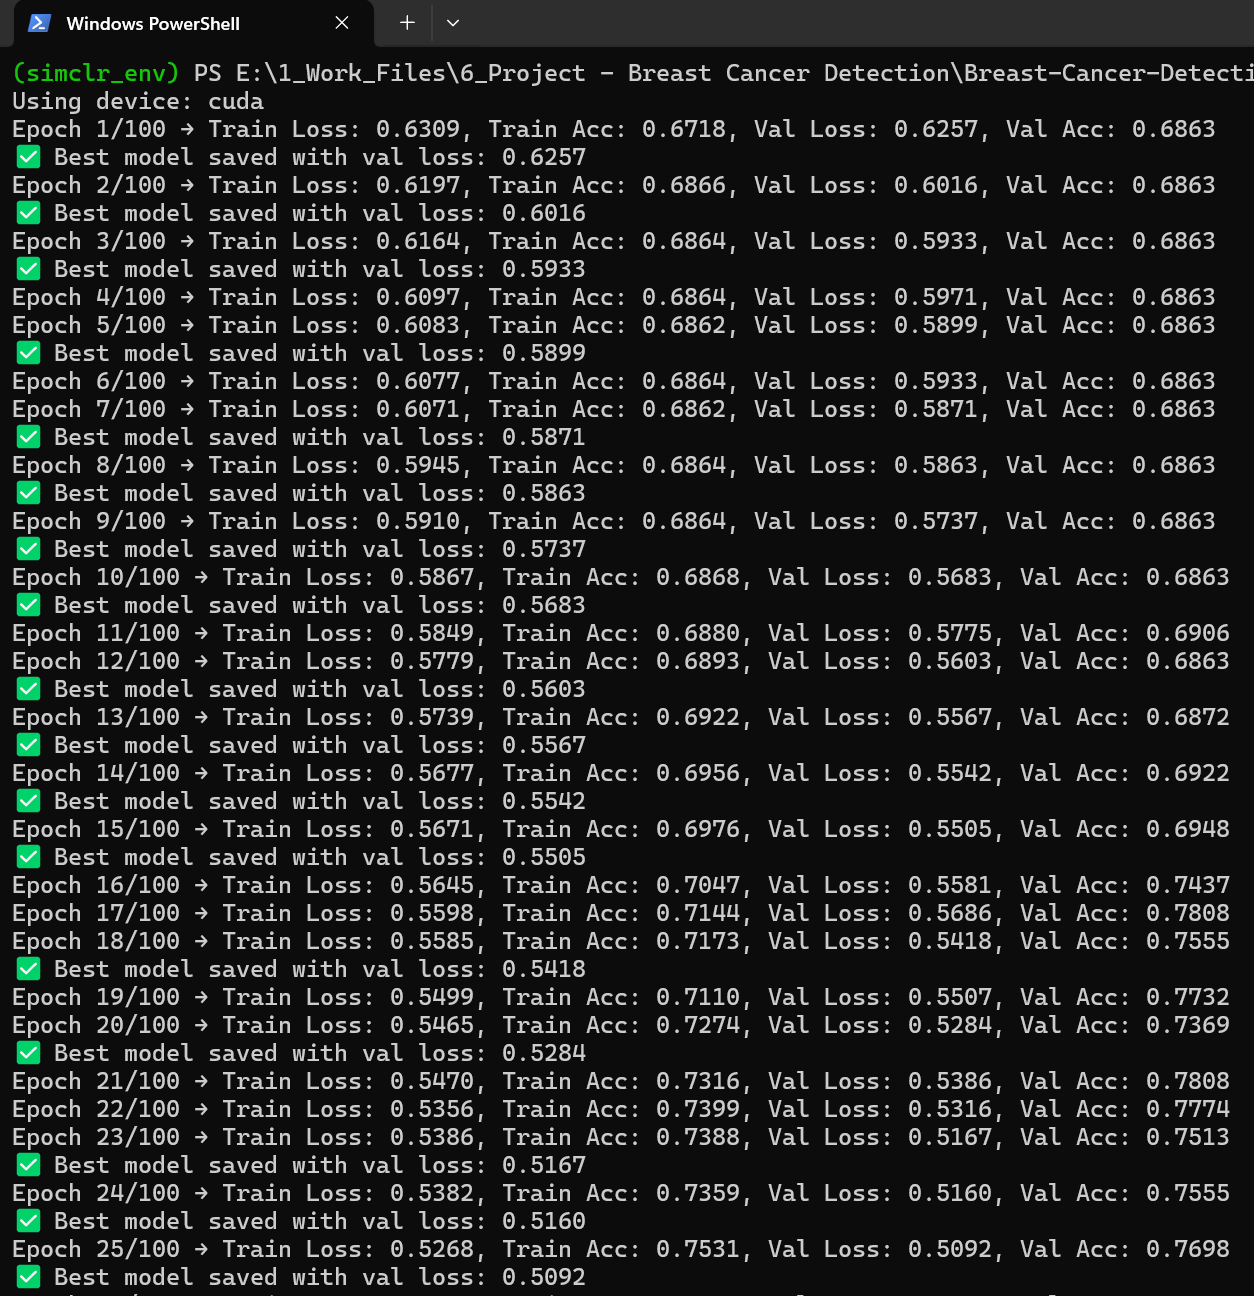 Windows PowerShell
(simclr_env) PS E:\1_Work_Files\6_Project - Breast Cancer Detection\Breast-Cancer-Detecti
Using device: cuda
Epoch 1/100 → Train Loss: 0.6309, Train Acc: 0.6718, Val Loss: 0.6257, Val Acc: 0.6863
✅ Best model saved with val loss: 0.6257
Epoch 2/100 → Train Loss: 0.6197, Train Acc: 0.6866, Val Loss: 0.6016, Val Acc: 0.6863
✅ Best model saved with val loss: 0.6016
Epoch 3/100 → Train Loss: 0.6164, Train Acc: 0.6864, Val Loss: 0.5933, Val Acc: 0.6863
✅ Best model saved with val loss: 0.5933
Epoch 4/100 → Train Loss: 0.6097, Train Acc: 0.6864, Val Loss: 0.5971, Val Acc: 0.6863
Epoch 5/100 → Train Loss: 0.6083, Train Acc: 0.6862, Val Loss: 0.5899, Val Acc: 0.6863
✅ Best model saved with val loss: 0.5899
Epoch 6/100 → Train Loss: 0.6077, Train Acc: 0.6864, Val Loss: 0.5933, Val Acc: 0.6863
Epoch 7/100 → Train Loss: 0.6071, Train Acc: 0.6862, Val Loss: 0.5871, Val Acc: 0.6863
✅ Best model saved with val loss: 0.5871
Epoch 8/100 → Train Loss: 0.5945, Train Acc: 0.6864, Val Loss: 0.5863, Val Acc: 0.6863
✅ Best model saved with val loss: 0.5863
Epoch 9/100 → Train Loss: 0.5910, Train Acc: 0.6864, Val Loss: 0.5737, Val Acc: 0.6863
✅ Best model saved with val loss: 0.5737
Epoch 10/100 → Train Loss: 0.5867, Train Acc: 0.6868, Val Loss: 0.5683, Val Acc: 0.6863
✅ Best model saved with val loss: 0.5683
Epoch 11/100 → Train Loss: 0.5849, Train Acc: 0.6880, Val Loss: 0.5775, Val Acc: 0.6906
Epoch 12/100 → Train Loss: 0.5779, Train Acc: 0.6893, Val Loss: 0.5603, Val Acc: 0.6863
✅ Best model saved with val loss: 0.5603
Epoch 13/100 → Train Loss: 0.5739, Train Acc: 0.6922, Val Loss: 0.5567, Val Acc: 0.6872
✅ Best model saved with val loss: 0.5567
Epoch 14/100 → Train Loss: 0.5677, Train Acc: 0.6956, Val Loss: 0.5542, Val Acc: 0.6922
✅ Best model saved with val loss: 0.5542
Epoch 15/100 → Train Loss: 0.5671, Train Acc: 0.6976, Val Loss: 0.5505, Val Acc: 0.6948
✅ Best model saved with val loss: 0.5505
Epoch 16/100 → Train Loss: 0.5645, Train Acc: 0.7047, Val Loss: 0.5581, Val Acc: 0.7437
Epoch 17/100 → Train Loss: 0.5598, Train Acc: 0.7144, Val Loss: 0.5686, Val Acc: 0.7808
Epoch 18/100 → Train Loss: 0.5585, Train Acc: 0.7173, Val Loss: 0.5418, Val Acc: 0.7555
✅ Best model saved with val loss: 0.5418
Epoch 19/100 → Train Loss: 0.5499, Train Acc: 0.7110, Val Loss: 0.5507, Val Acc: 0.7732
Epoch 20/100 → Train Loss: 0.5465, Train Acc: 0.7274, Val Loss: 0.5284, Val Acc: 0.7369
✅ Best model saved with val loss: 0.5284
Epoch 21/100 → Train Loss: 0.5470, Train Acc: 0.7316, Val Loss: 0.5386, Val Acc: 0.7808
Epoch 22/100 → Train Loss: 0.5356, Train Acc: 0.7399, Val Loss: 0.5316, Val Acc: 0.7774
Epoch 23/100 → Train Loss: 0.5386, Train Acc: 0.7388, Val Loss: 0.5167, Val Acc: 0.7513
✅ Best model saved with val loss: 0.5167
Epoch 24/100 → Train Loss: 0.5382, Train Acc: 0.7359, Val Loss: 0.5160, Val Acc: 0.7555
✅ Best model saved with val loss: 0.5160
Epoch 25/100 → Train Loss: 0.5268, Train Acc: 0.7531, Val Loss: 0.5092, Val Acc: 0.7698
✅ Best model saved with val loss: 0.5092